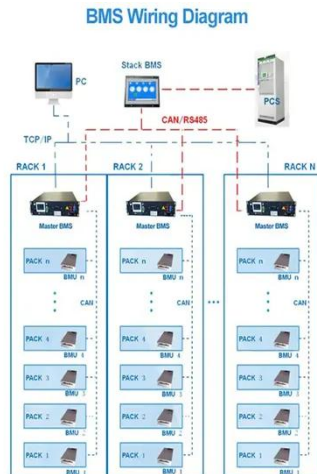 BMS Wiring Diagram
Stack BMS
PC
PCS
CAN/RS485
TCP/IP
RACK 1
RACK 2
RACK N
Master BMS
Master BMS
Master BMS
PACK n
BMU n
PACK n
BMU n
PACK n
BMU n
CAN
CAN
CAN
PACK 4
BMU 4
PACK 4
BMU 4
PACK 4
BMU 4
PACK 3
BMU 3
PACK 3
BMU 3
PACK 3
BMU 3
PACK 2
BMU 2
PACK 2
BMU 2
PACK 2
BMU 2
PACK 1
BMU 1
PACK 1
BMU 1
PACK 1
BMU 1